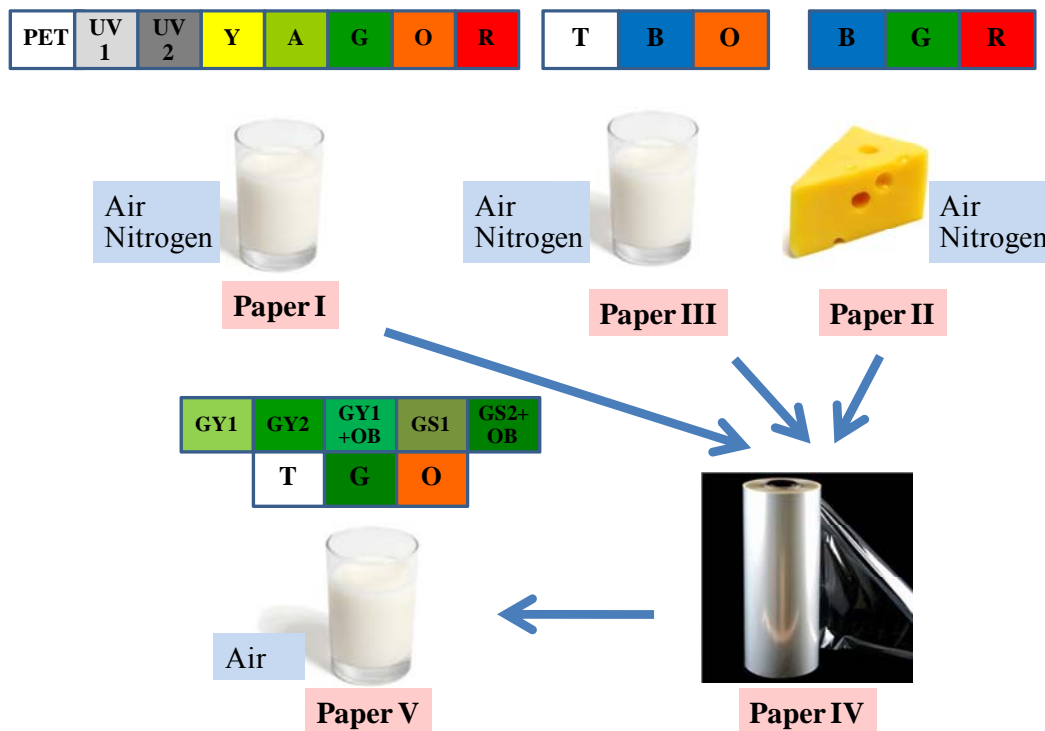 PET UV 1 UV 2 Y A G O R
T B O
B G R
Air
Nitrogen
Paper I
Air
Nitrogen
Paper III
Air
Nitrogen
Paper II
GY1 GY2 GY1 +OB GS1 GS2+ OB
T G O
Air
Paper V
Paper IV